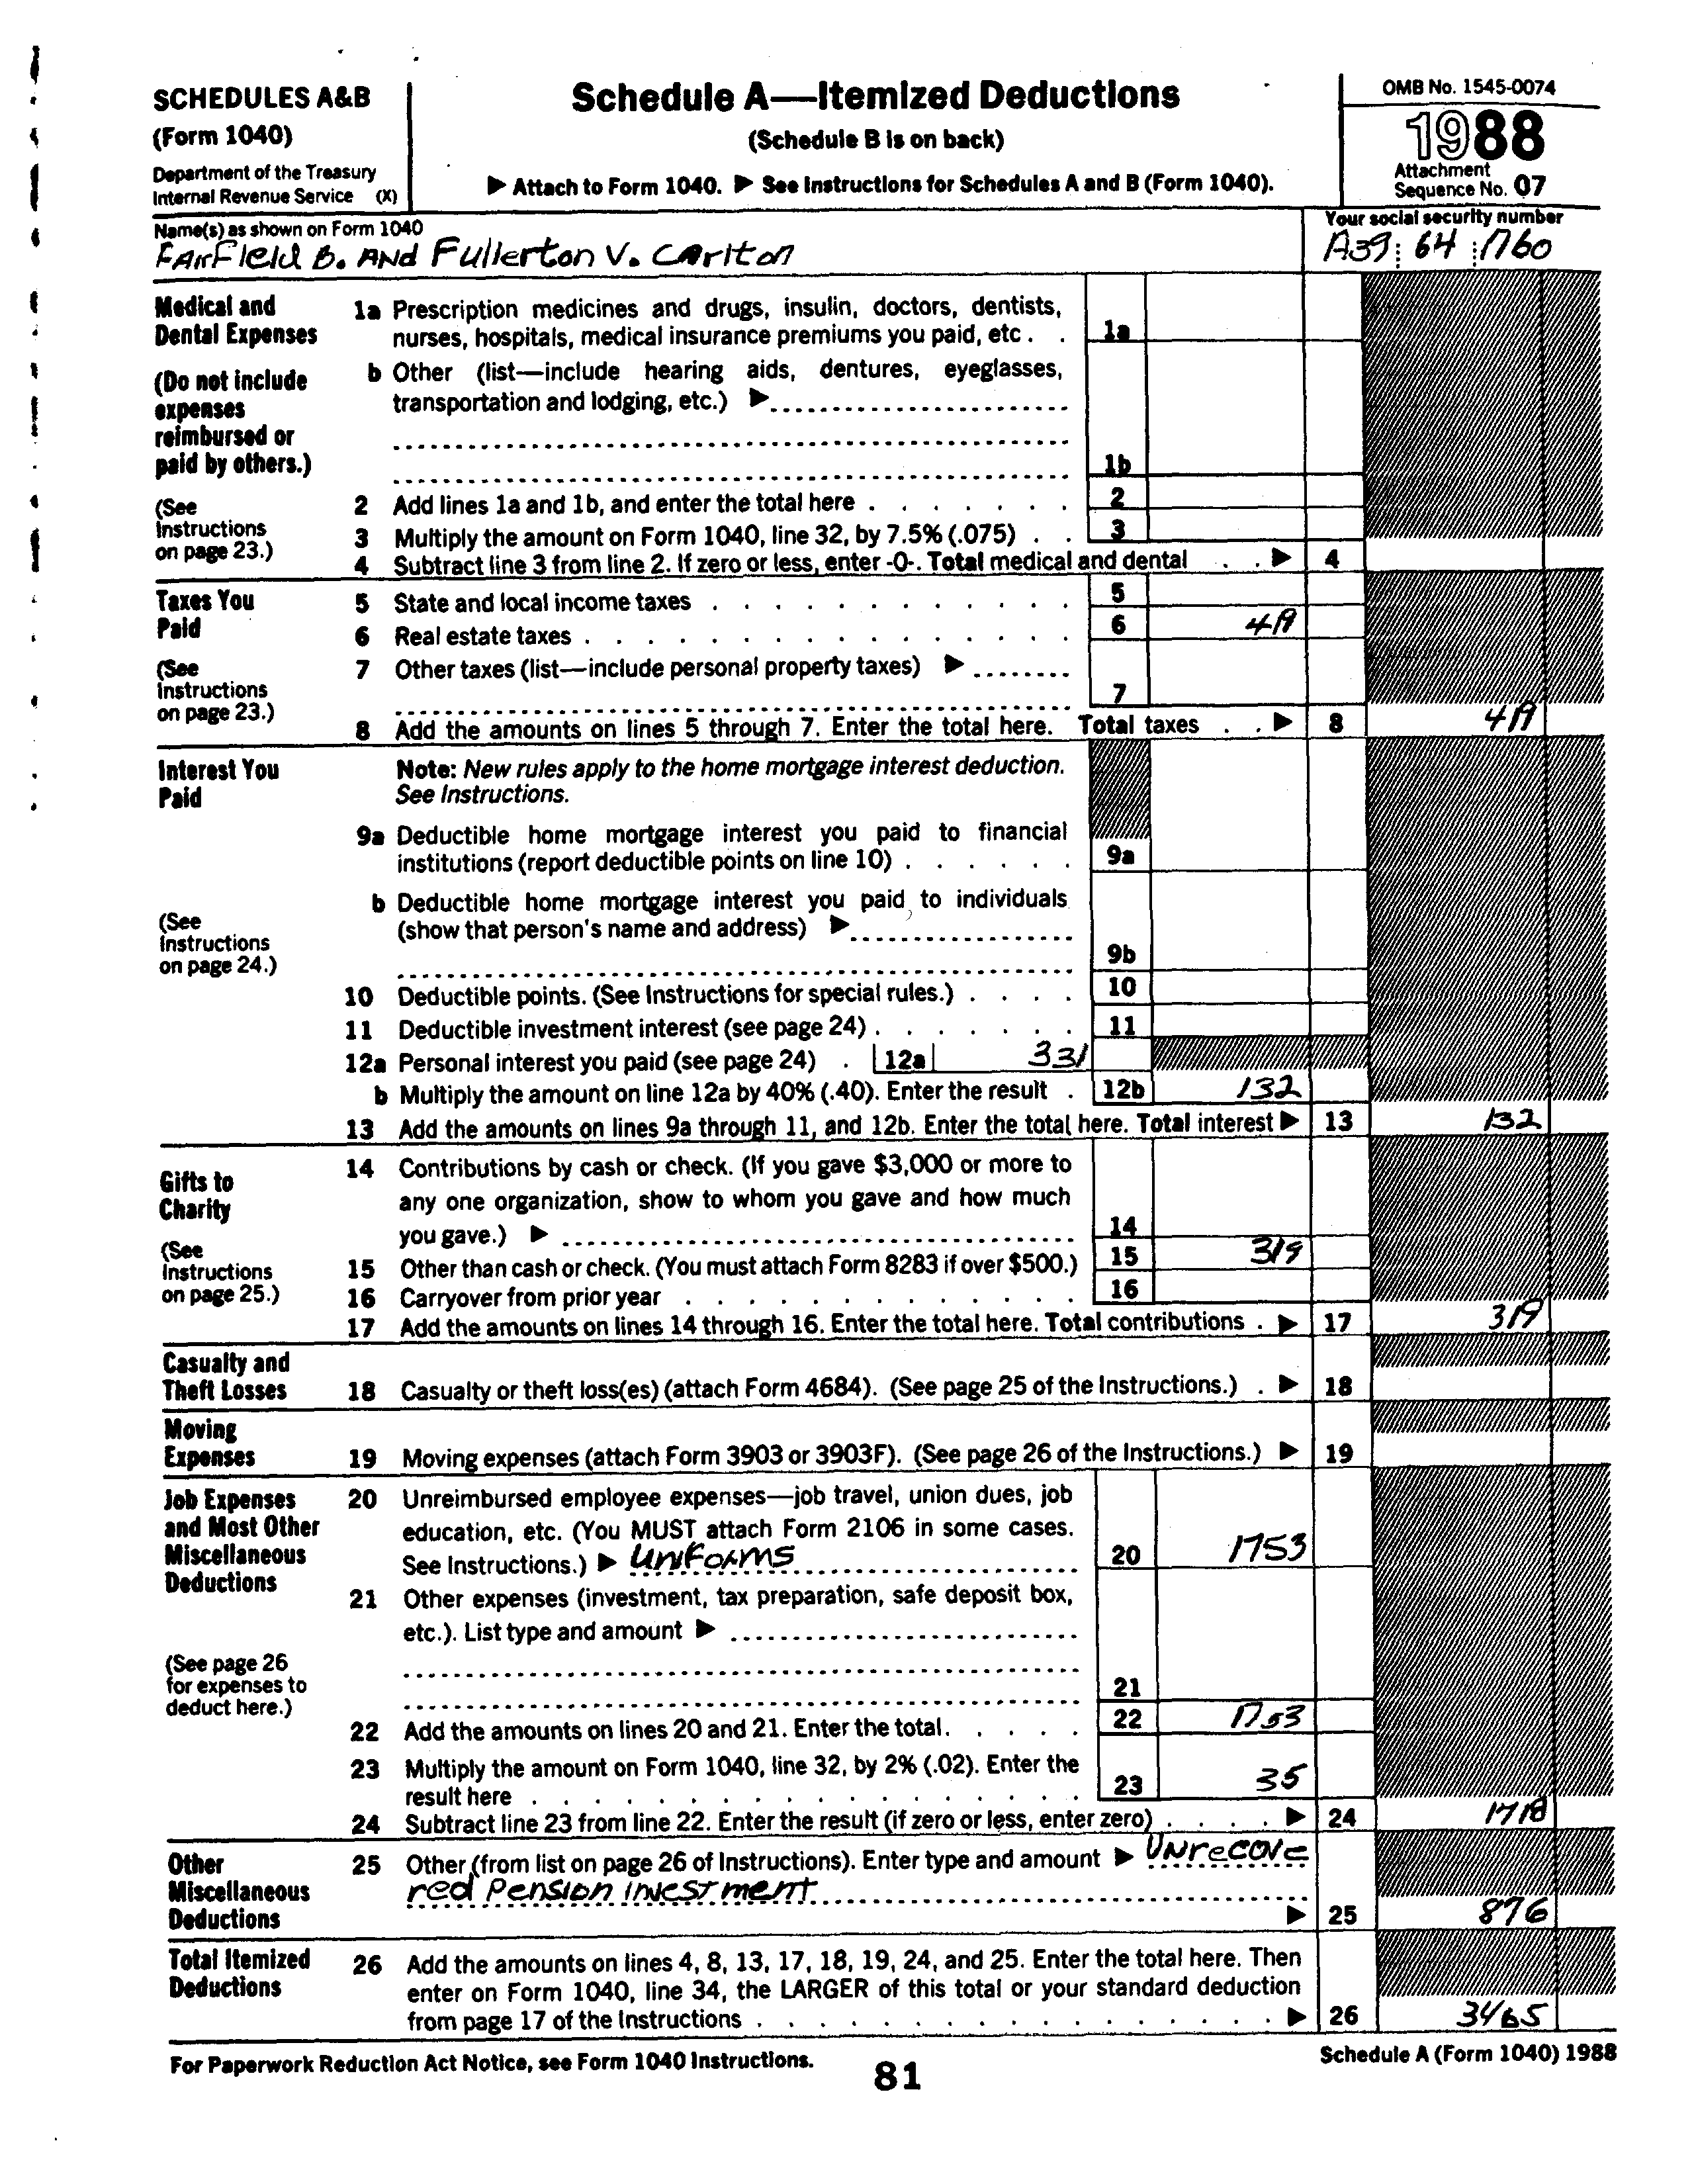 SCHEDULES A&B
(Form 1040)
Department of the Treasury
Internal Revenue Service (X)
Schedule A—Itemized Deductions
(Schedule B is on back)
▶ Attach to Form 1040. ▶ See Instructions for Schedules A and B (Form 1040).
OMB No. 1545-0074
1988
Attachment
Sequence No. 07
Name(s) as shown on Form 1040
FAirField B. ANd Fullerton V. CArlton
Your social security number
A39 64 1760
Medical and
Dental Expenses
(Do not include
expenses
reimbursed or
paid by others.)
(See
Instructions
on page 23.)
1a Prescription medicines and drugs, insulin, doctors, dentists,
nurses, hospitals, medical insurance premiums you paid, etc . . 1a
b Other (list—include hearing aids, dentures, eyeglasses,
transportation and lodging, etc.) ▶
1b
2 Add lines 1a and 1b, and enter the total here . . . . . . . 2
3 Multiply the amount on Form 1040, line 32, by 7.5% (.075) . . 3
4 Subtract line 3 from line 2. If zero or less, enter -0-. Total medical and dental . . ▶ 4
Taxes You
Paid
(See
Instructions
on page 23.)
5 State and local income taxes . . . . . . . . . . . . 5
6 Real estate taxes . . . . . . . . . . . . . . . . 6 419
7 Other taxes (list—include personal property taxes) ▶
7
8 Add the amounts on lines 5 through 7. Enter the total here. Total taxes . . ▶ 8 419
Interest You
Paid
(See
Instructions
on page 24.)
Note: New rules apply to the home mortgage interest deduction.
See Instructions.
9a Deductible home mortgage interest you paid to financial
institutions (report deductible points on line 10) . . . . . . 9a
b Deductible home mortgage interest you paid to individuals
(show that person's name and address) ▶
9b
10 Deductible points. (See Instructions for special rules.) . . . . 10
11 Deductible investment interest (see page 24) . . . . . . . 11
12a Personal interest you paid (see page 24) . 12a 331
b Multiply the amount on line 12a by 40% (.40). Enter the result . 12b 132
13 Add the amounts on lines 9a through 11, and 12b. Enter the total here. Total interest ▶ 13 132
Gifts to
Charity
(See
Instructions
on page 25.)
14 Contributions by cash or check. (If you gave $3,000 or more to
any one organization, show to whom you gave and how much
you gave.) ▶ 14
15 Other than cash or check. (You must attach Form 8283 if over $500.) 15 319
16 Carryover from prior year . . . . . . . . . . . . . 16
17 Add the amounts on lines 14 through 16. Enter the total here. Total contributions . ▶ 17 319
Casualty and
Theft Losses
18 Casualty or theft loss(es) (attach Form 4684). (See page 25 of the Instructions.) . ▶ 18
Moving
Expenses
19 Moving expenses (attach Form 3903 or 3903F). (See page 26 of the Instructions.) ▶ 19
Job Expenses
and Most Other
Miscellaneous
Deductions
(See page 26
for expenses to
deduct here.)
20 Unreimbursed employee expenses—job travel, union dues, job
education, etc. (You MUST attach Form 2106 in some cases.
See Instructions.) ▶ UNiForMS 20 1753
21 Other expenses (investment, tax preparation, safe deposit box,
etc.). List type and amount ▶
21
22 Add the amounts on lines 20 and 21. Enter the total. . . . . 22 1753
23 Multiply the amount on Form 1040, line 32, by 2% (.02). Enter the
result here . . . . . . . . . . . . . . . . . . 23 35
24 Subtract line 23 from line 22. Enter the result (if zero or less, enter zero) . . . . . ▶ 24 1718
Other
Miscellaneous
Deductions
25 Other (from list on page 26 of Instructions). Enter type and amount ▶ UNrecove
red Pension investment
▶ 25 876
Total Itemized
Deductions
26 Add the amounts on lines 4, 8, 13, 17, 18, 19, 24, and 25. Enter the total here. Then
enter on Form 1040, line 34, the LARGER of this total or your standard deduction
from page 17 of the Instructions . . . . . . . . . . . . . . . . ▶ 26 3465
For Paperwork Reduction Act Notice, see Form 1040 Instructions.
81
Schedule A (Form 1040) 1988